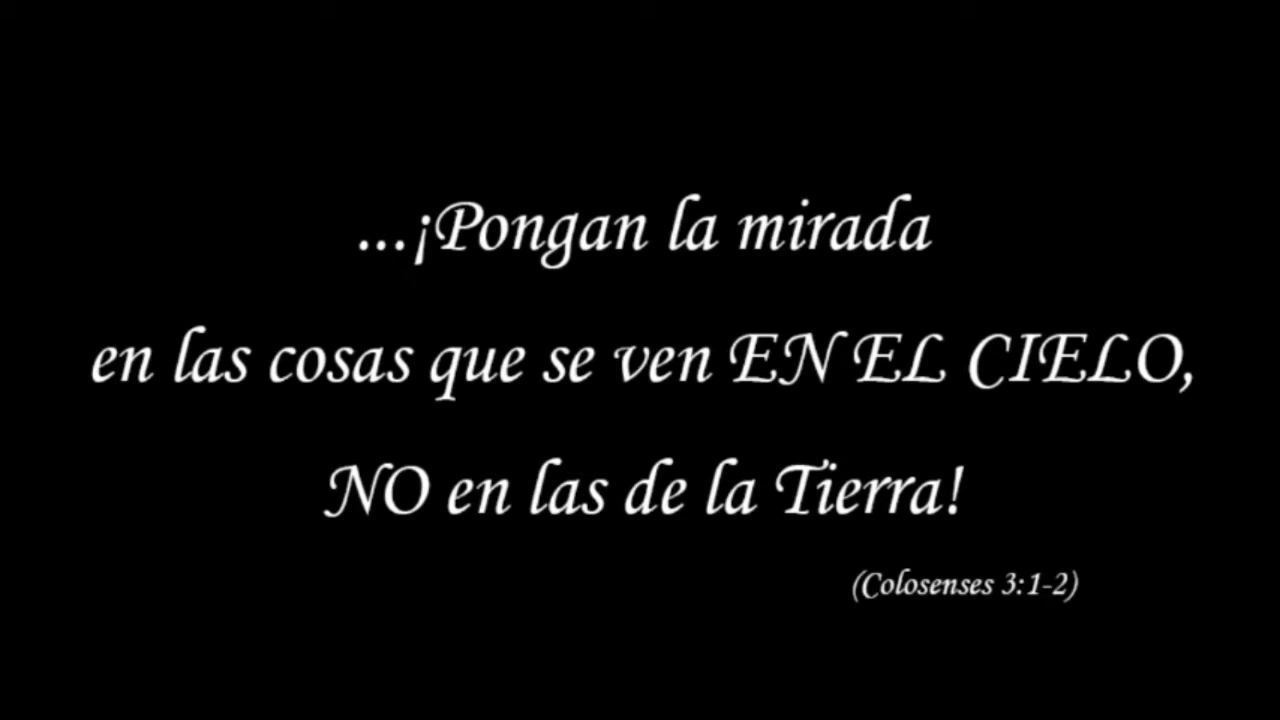 ...¡Pongan la mirada
en las cosas que se ven EN EL CIELO,
NO en las de la Tierra!
(Colosenses 3:1-2)